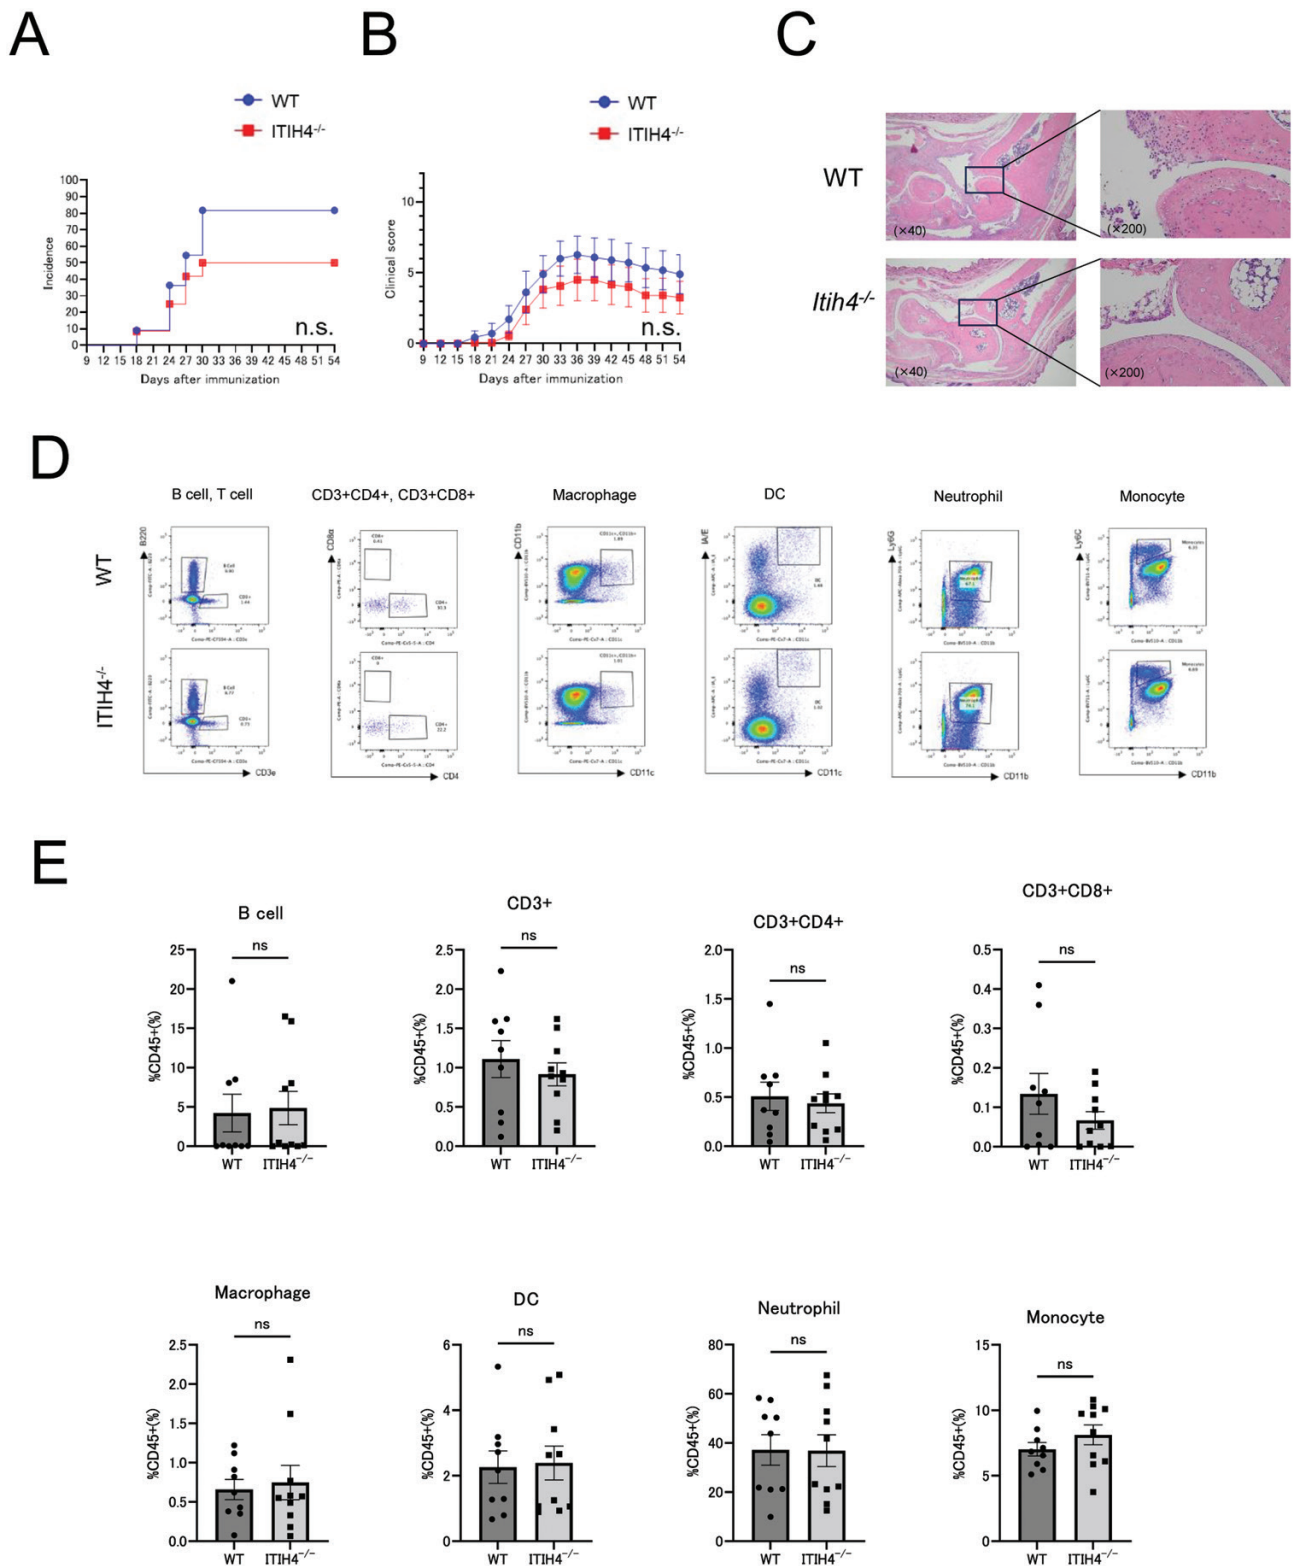 A
B
C
WT
ITIH4-/-
WT
ITIH4-/-
100
90
80
70
60
50
40
30
20
10
0
Incidence
n.s.
9 12 15 18 21 24 27 30 33 36 39 42 45 48 51 54
Days after immunization
10
5
0
Clinical score
n.s.
9 12 15 18 21 24 27 30 33 36 39 42 45 48 51 54
Days after immunization
WT
(×40)
(×200)
Itih4-/-
(×40)
(×200)
D
B cell, T cell
CD3+CD4+, CD3+CD8+
Macrophage
DC
Neutrophil
Monocyte
WT
ITIH4-/-
B220
CD8α
CD11b
IA/E
Ly6G
Ly6C
CD3e
CD4
CD11c
CD11c
CD11b
CD11b
E
B cell
ns
25
20
15
10
5
0
%CD45+(%)
WT ITIH4-/-
CD3+
ns
2.5
2.0
1.5
1.0
0.5
0.0
%CD45+(%)
WT ITIH4-/-
CD3+CD4+
ns
2.0
1.5
1.0
0.5
0.0
%CD45+(%)
WT ITIH4-/-
CD3+CD8+
ns
0.5
0.4
0.3
0.2
0.1
0.0
%CD45+(%)
WT ITIH4-/-
Macrophage
ns
2.5
2.0
1.5
1.0
0.5
0.0
%CD45+(%)
WT ITIH4-/-
DC
ns
6
4
2
0
%CD45+(%)
WT ITIH4-/-
Neutrophil
ns
80
60
40
20
0
%CD45+(%)
WT ITIH4-/-
Monocyte
ns
15
10
5
0
%CD45+(%)
WT ITIH4-/-